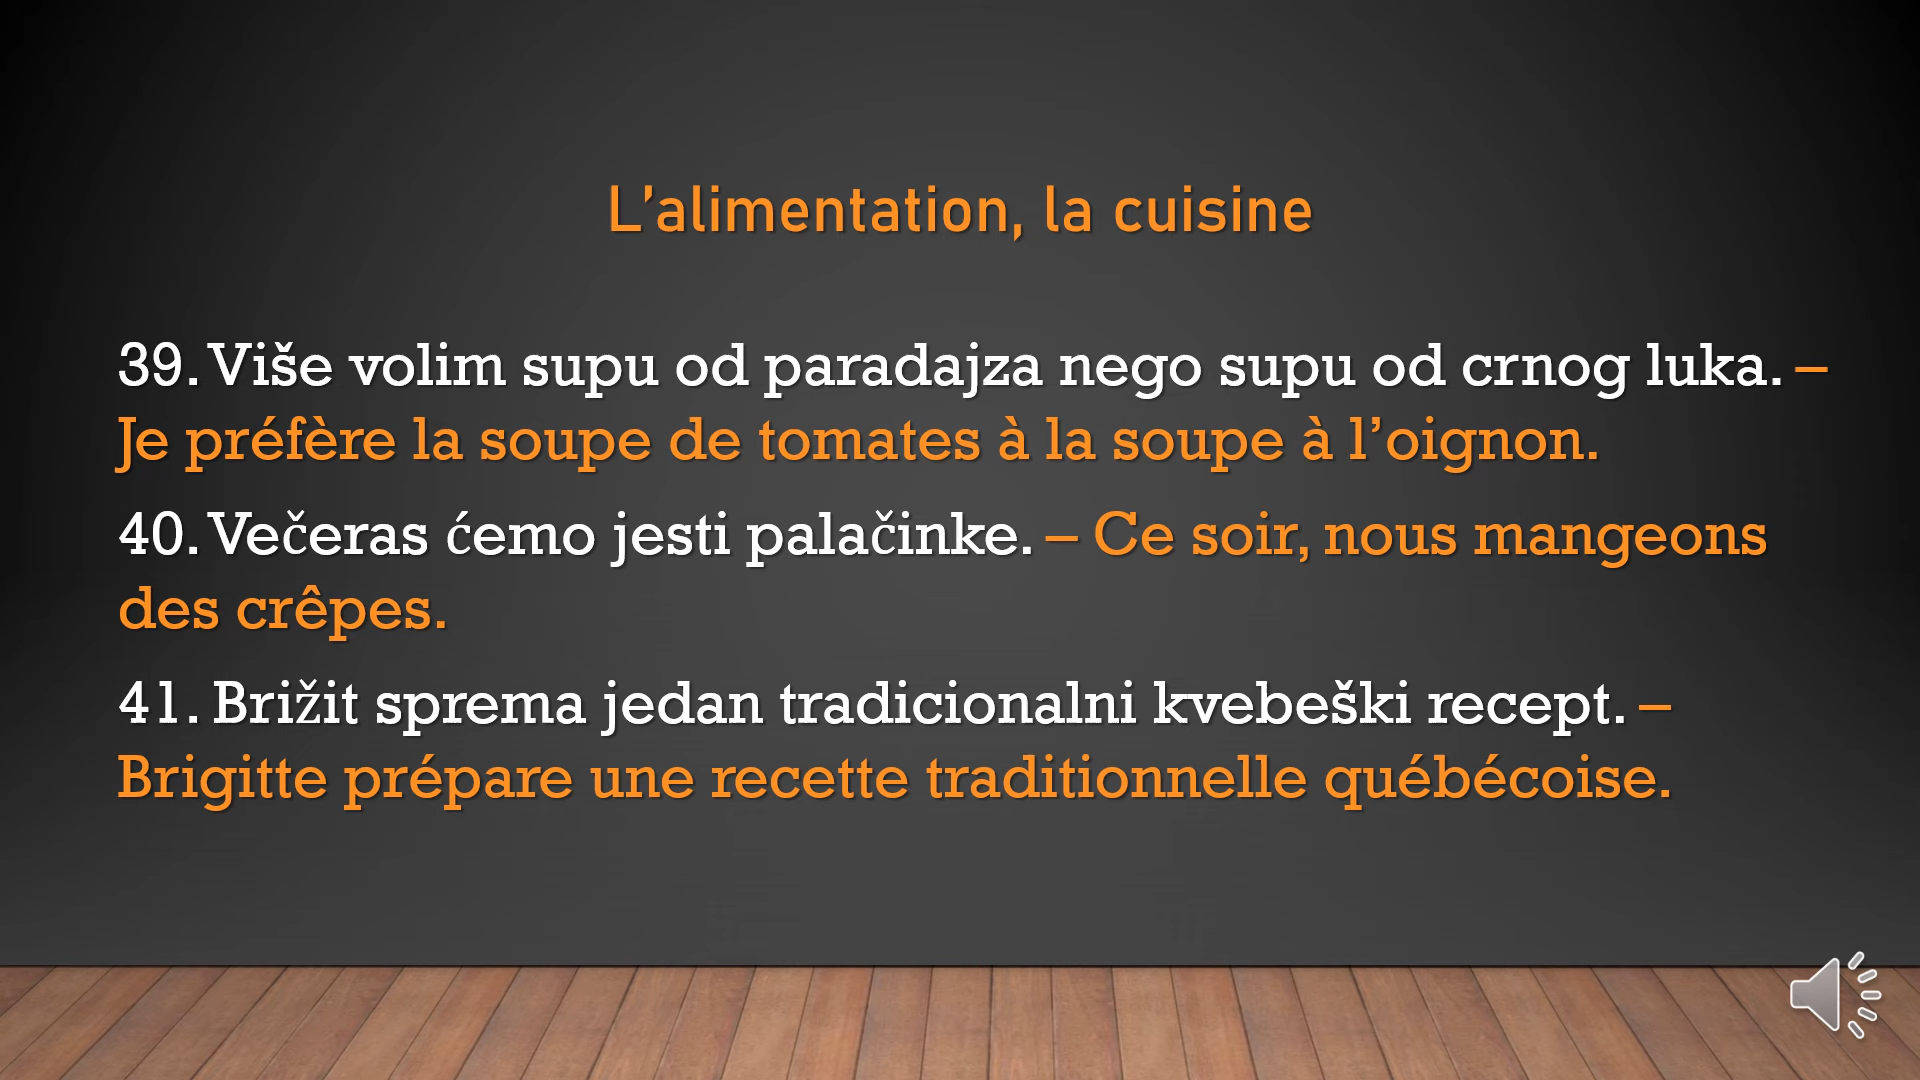 L’alimentation, la cuisine
39. Više volim supu od paradajza nego supu od crnog luka. –
Je préfère la soupe de tomates à la soupe à l’oignon.
40. Večeras ćemo jesti palačinke. – Ce soir, nous mangeons
des crêpes.
41. Brižit sprema jedan tradicionalni kvebeški recept. –
Brigitte prépare une recette traditionnelle québécoise.